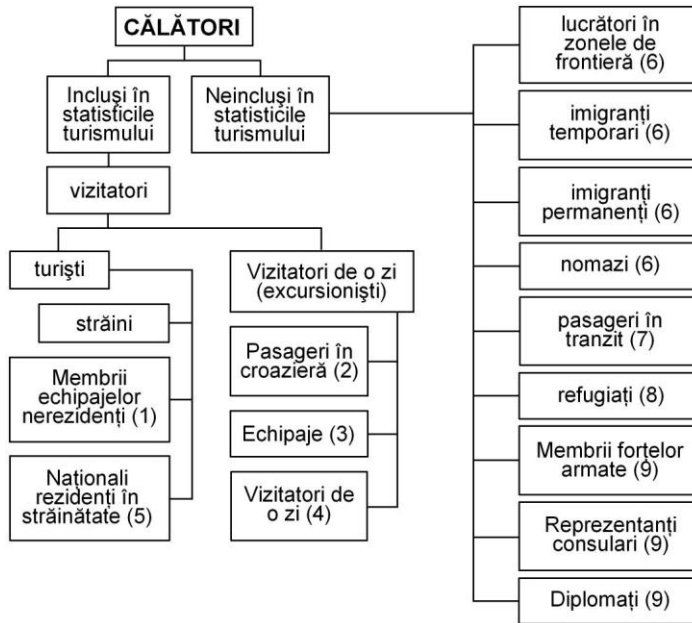 CĂLĂTORI
Incluşi în
statisticile
turismului
Neincluşi în
statisticile
turismului
vizitatori
turişti
străini
Membrii
echipajelor
nerezidenţi (1)
Naţionali
rezidenţi în
străinătate (5)
Vizitatori de o zi
(excursionişti)
Pasageri în
croazieră (2)
Echipaje (3)
Vizitatori de
o zi (4)
lucrători în
zonele de
frontieră (6)
imigranţi
temporari (6)
imigranţi
permanenţi (6)
nomazi (6)
pasageri în
tranzit (7)
refugiaţi (8)
Membrii forţelor
armate (9)
Reprezentanţi
consulari (9)
Diplomaţi (9)